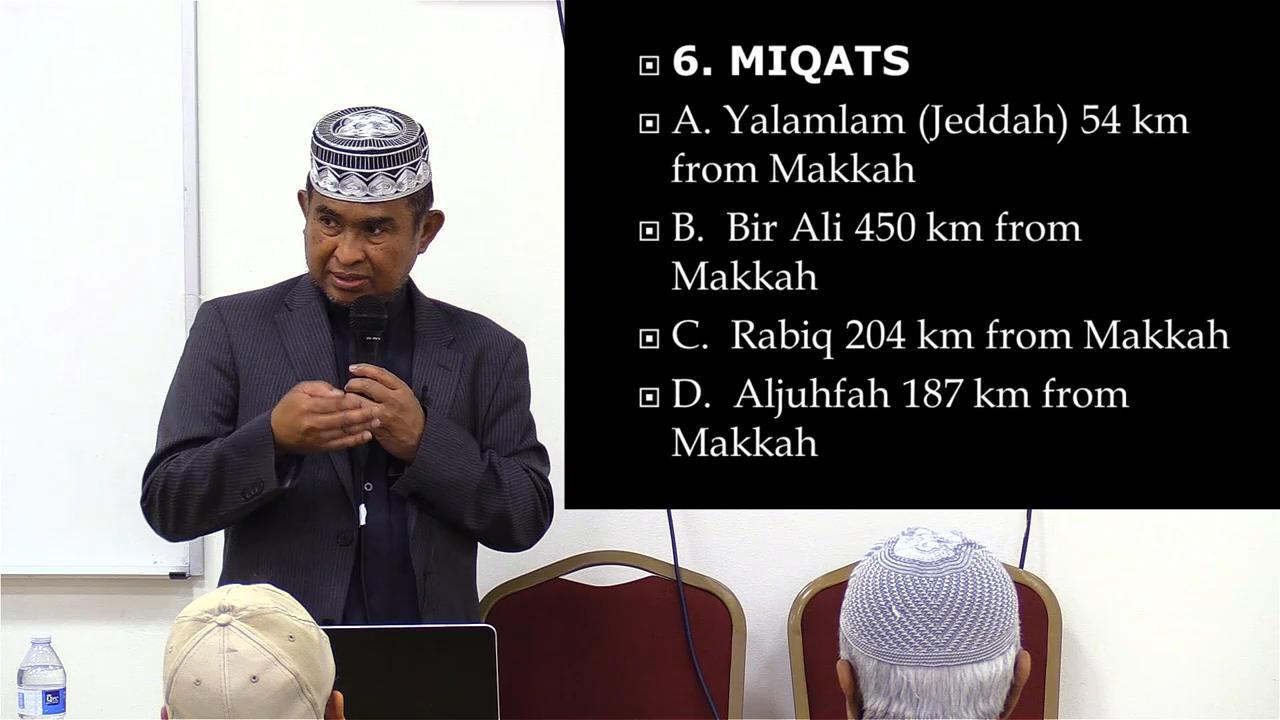 6. MIQATS
A. Yalamlam (Jeddah) 54 km
from Makkah
B. Bir Ali 450 km from
Makkah
C. Rabiq 204 km from Makkah
D. Aljuhfah 187 km from
Makkah